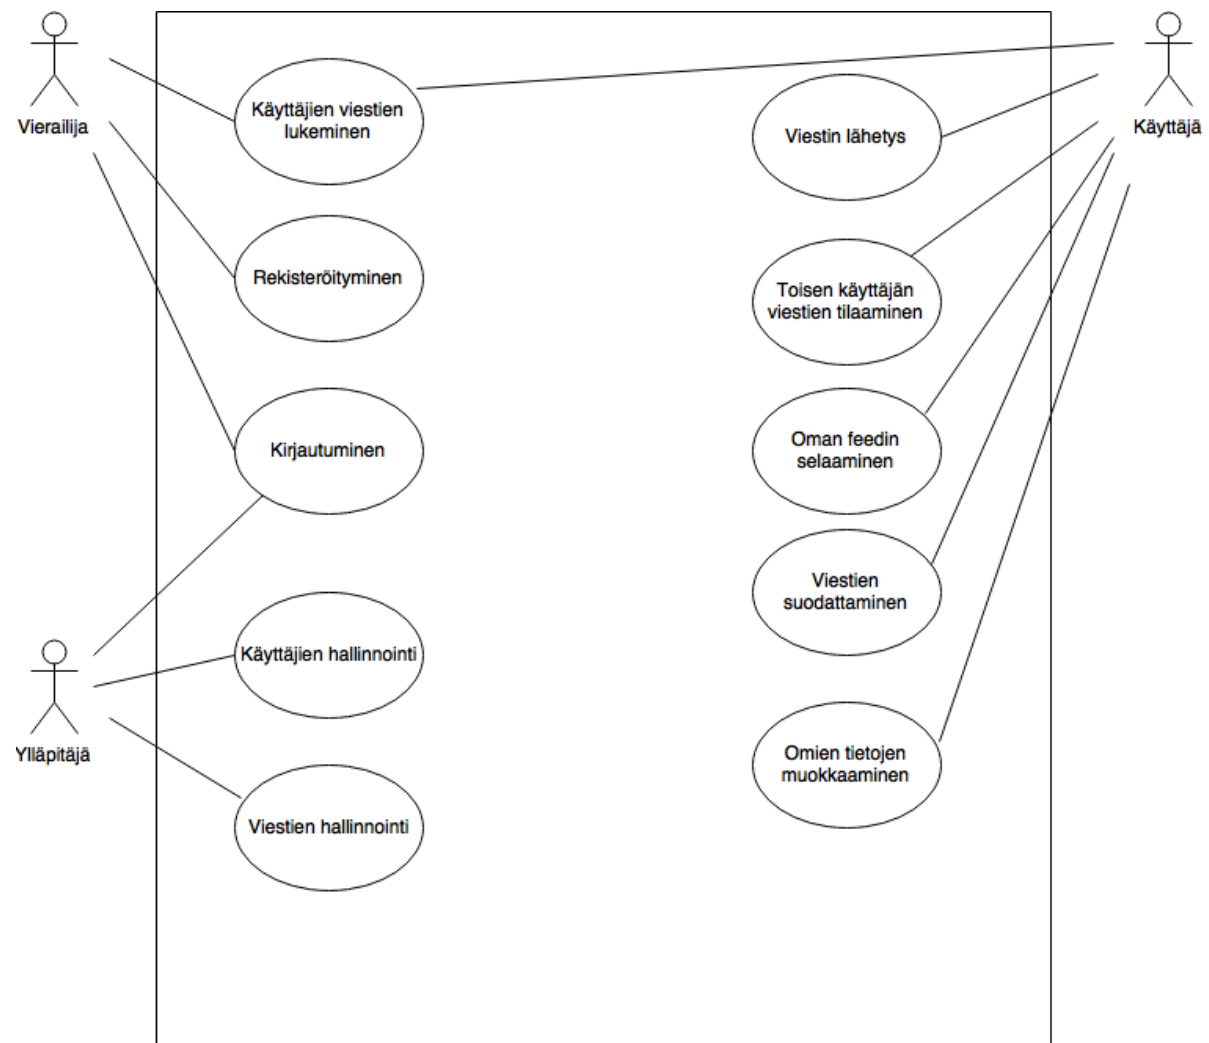 Vierailija
Käyttäjä
Käyttäjien viestien
lukeminen
Rekisteröityminen
Kirjautuminen
Ylläpitäjä
Käyttäjien hallinnointi
Viestien hallinnointi
Viestin lähetys
Toisen käyttäjän
viestien tilaaminen
Oman feedin
selaaminen
Viestien
suodattaminen
Omien tietojen
muokkaaminen